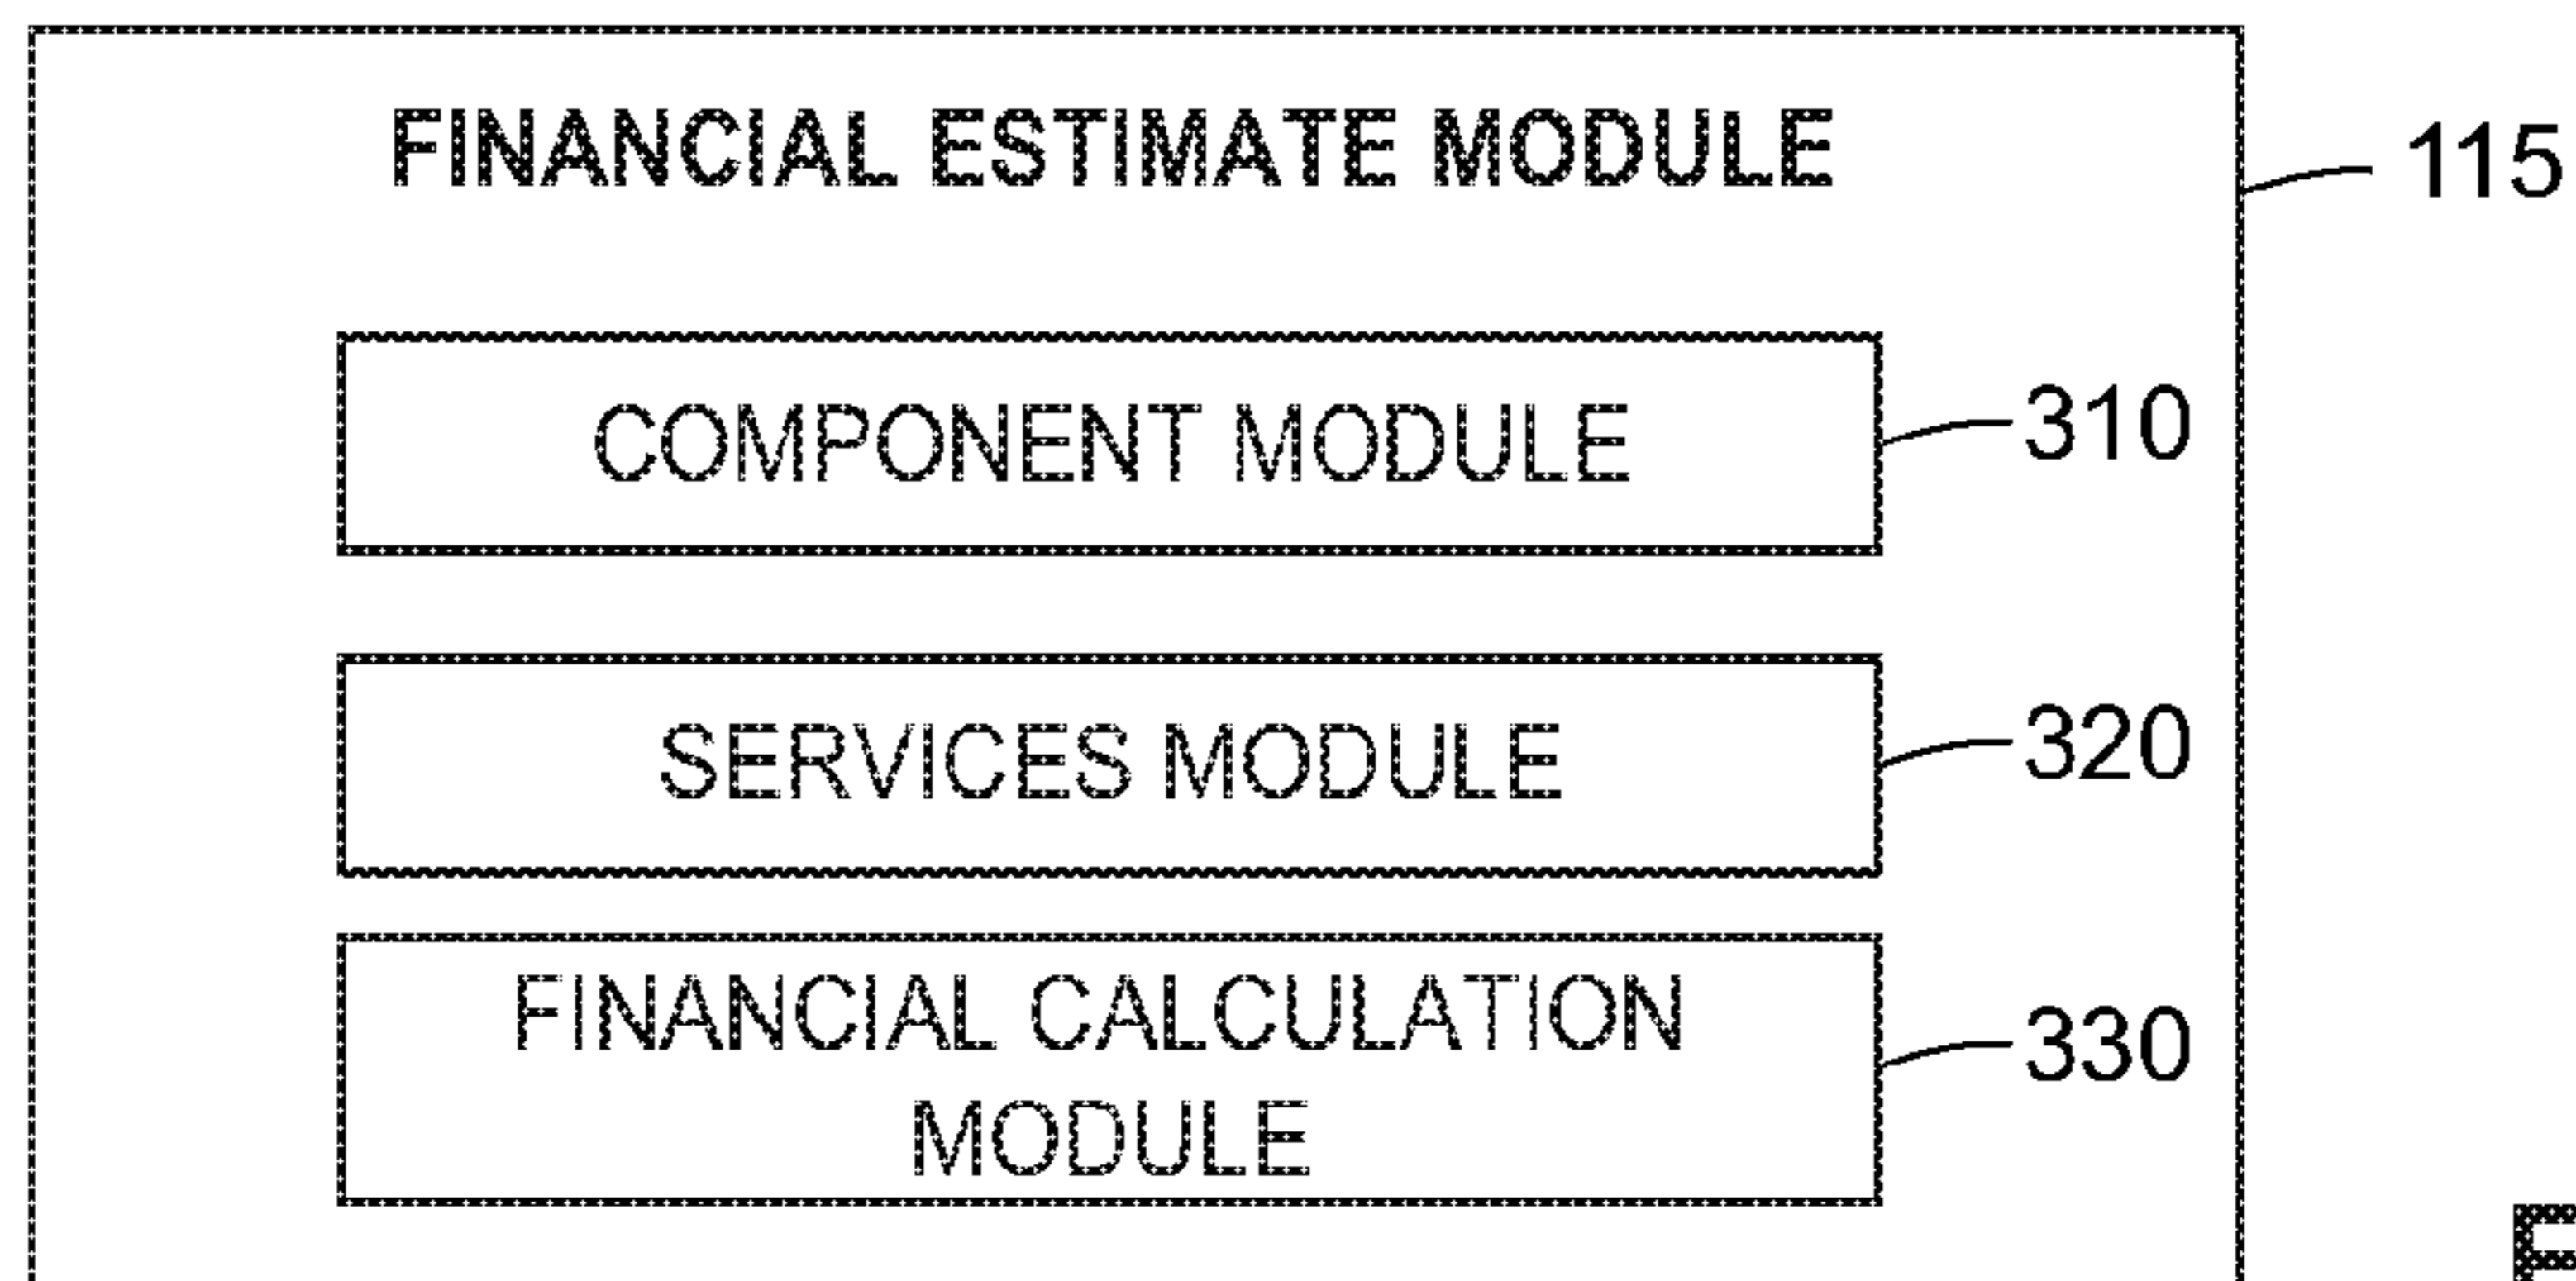 FINANCIAL ESTIMATE MODULE
115
COMPONENT MODULE
310
SERVICES MODULE
320
FINANCIAL CALCULATION
MODULE
330